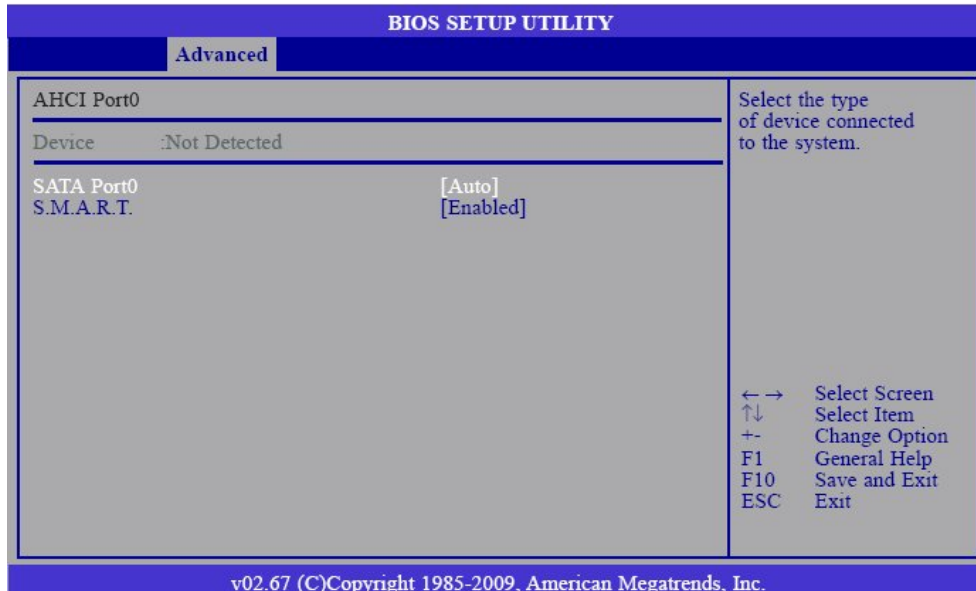 BIOS SETUP UTILITY
Advanced
AHCI Port0
Device :Not Detected
SATA Port0 [Auto]
S.M.A.R.T. [Enabled]
Select the type
of device connected
to the system.
←→ Select Screen
↑↓ Select Item
+- Change Option
F1 General Help
F10 Save and Exit
ESC Exit
v02.67 (C)Copyright 1985-2009, American Megatrends, Inc.